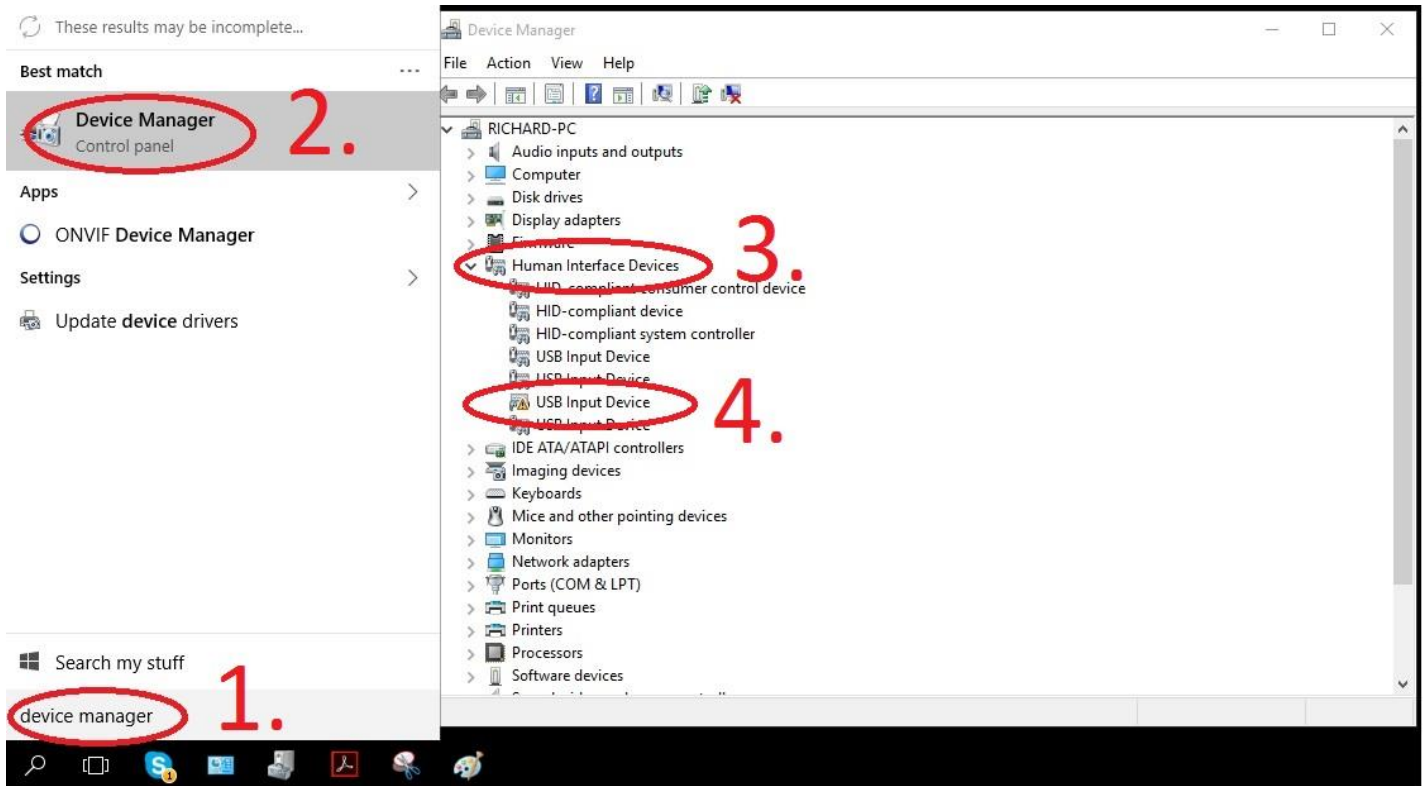 These results may be incomplete...
Best match
...
2.
Device Manager
Control panel
Apps
ONVIF Device Manager
Settings
Update device drivers
Search my stuff
1.
device manager
Device Manager
File Action View Help
RICHARD-PC
Audio inputs and outputs
Computer
Disk drives
Display adapters
3.
Firmware
Human Interface Devices
HID-compliant consumer control device
HID-compliant device
HID-compliant system controller
USB Input Device
USB Input Device
USB Input Device
4.
USB Input Device
IDE ATA/ATAPI controllers
Imaging devices
Keyboards
Mice and other pointing devices
Monitors
Network adapters
Ports (COM & LPT)
Print queues
Printers
Processors
Software devices